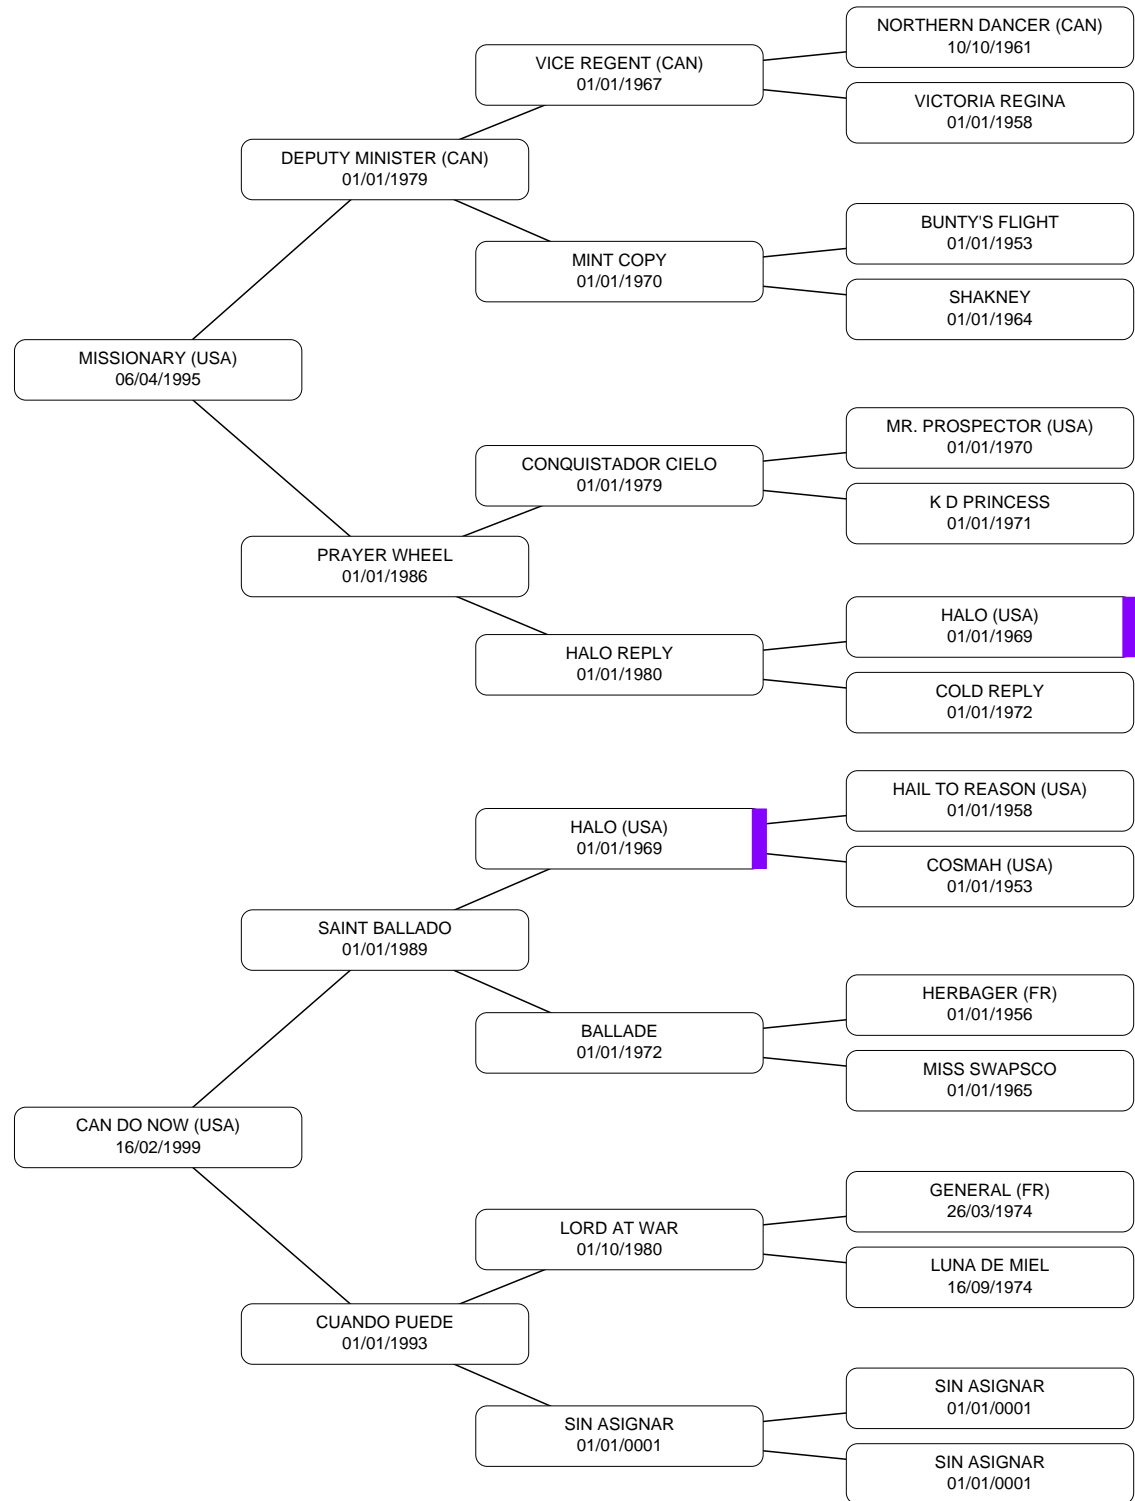 NORTHERN DANCER (CAN)
10/10/1961
VICE REGENT (CAN)
01/01/1967
VICTORIA REGINA
01/01/1958
DEPUTY MINISTER (CAN)
01/01/1979
BUNTY'S FLIGHT
01/01/1953
MINT COPY
01/01/1970
SHAKNEY
01/01/1964
MISSIONARY (USA)
06/04/1995
MR. PROSPECTOR (USA)
01/01/1970
CONQUISTADOR CIELO
01/01/1979
K D PRINCESS
01/01/1971
PRAYER WHEEL
01/01/1986
HALO (USA)
01/01/1969
HALO REPLY
01/01/1980
COLD REPLY
01/01/1972
HAIL TO REASON (USA)
01/01/1958
HALO (USA)
01/01/1969
COSMAH (USA)
01/01/1953
SAINT BALLADO
01/01/1989
HERBAGER (FR)
01/01/1956
BALLADE
01/01/1972
MISS SWAPSCO
01/01/1965
CAN DO NOW (USA)
16/02/1999
GENERAL (FR)
26/03/1974
LORD AT WAR
01/10/1980
LUNA DE MIEL
16/09/1974
CUANDO PUEDE
01/01/1993
SIN ASIGNAR
01/01/0001
SIN ASIGNAR
01/01/0001
SIN ASIGNAR
01/01/0001